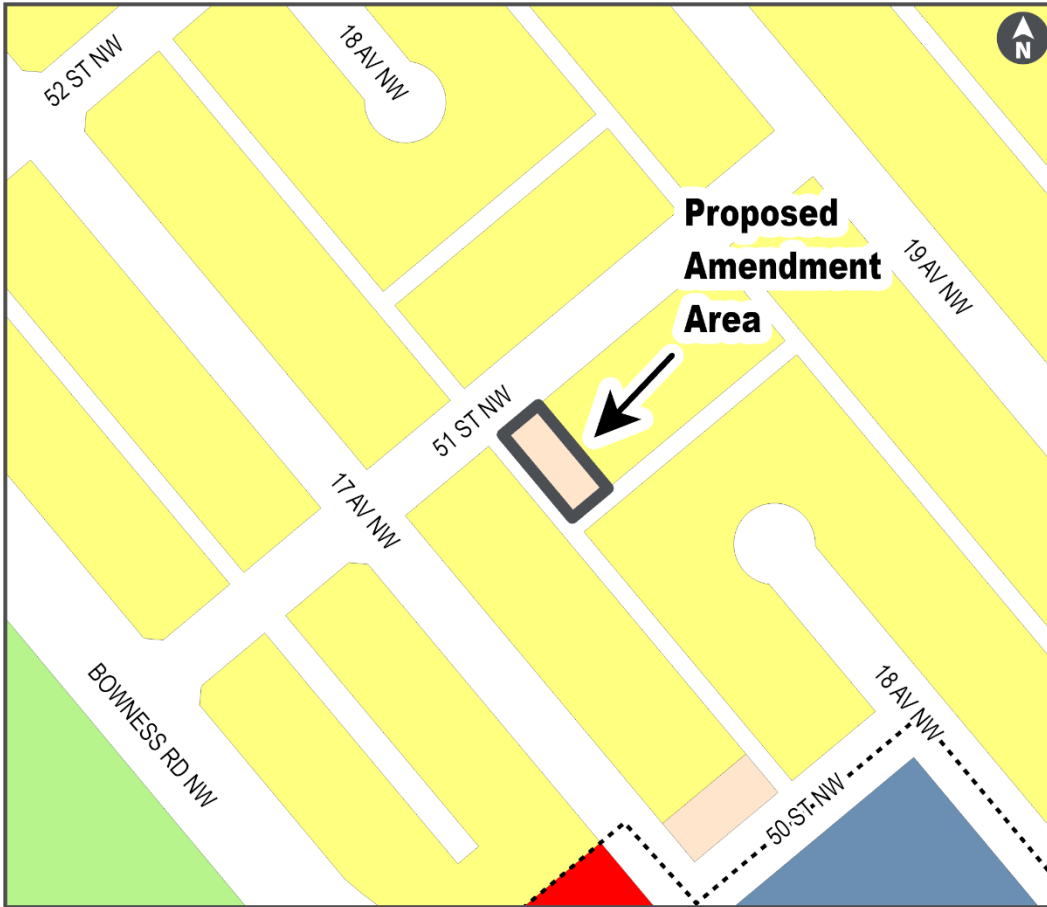 52 ST NW
18 AV NW
N
Proposed
Amendment
Area
19 AV NW
51 ST NW
17 AV NW
BOWNESS RD NW
18 AV NW
50 ST NW